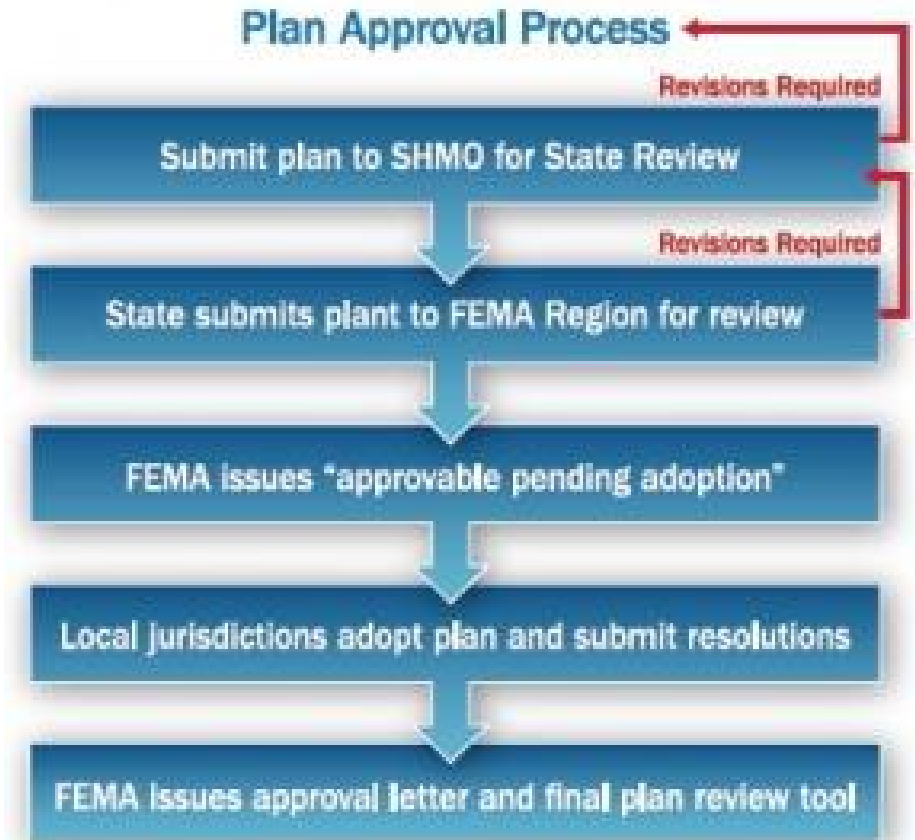 Plan Approval Process
Revisions Required
Submit plan to SHMO for State Review
Revisions Required
State submits plant to FEMA Region for review
FEMA issues "approvable pending adoption"
Local jurisdictions adopt plan and submit resolutions
FEMA issues approval letter and final plan review tool